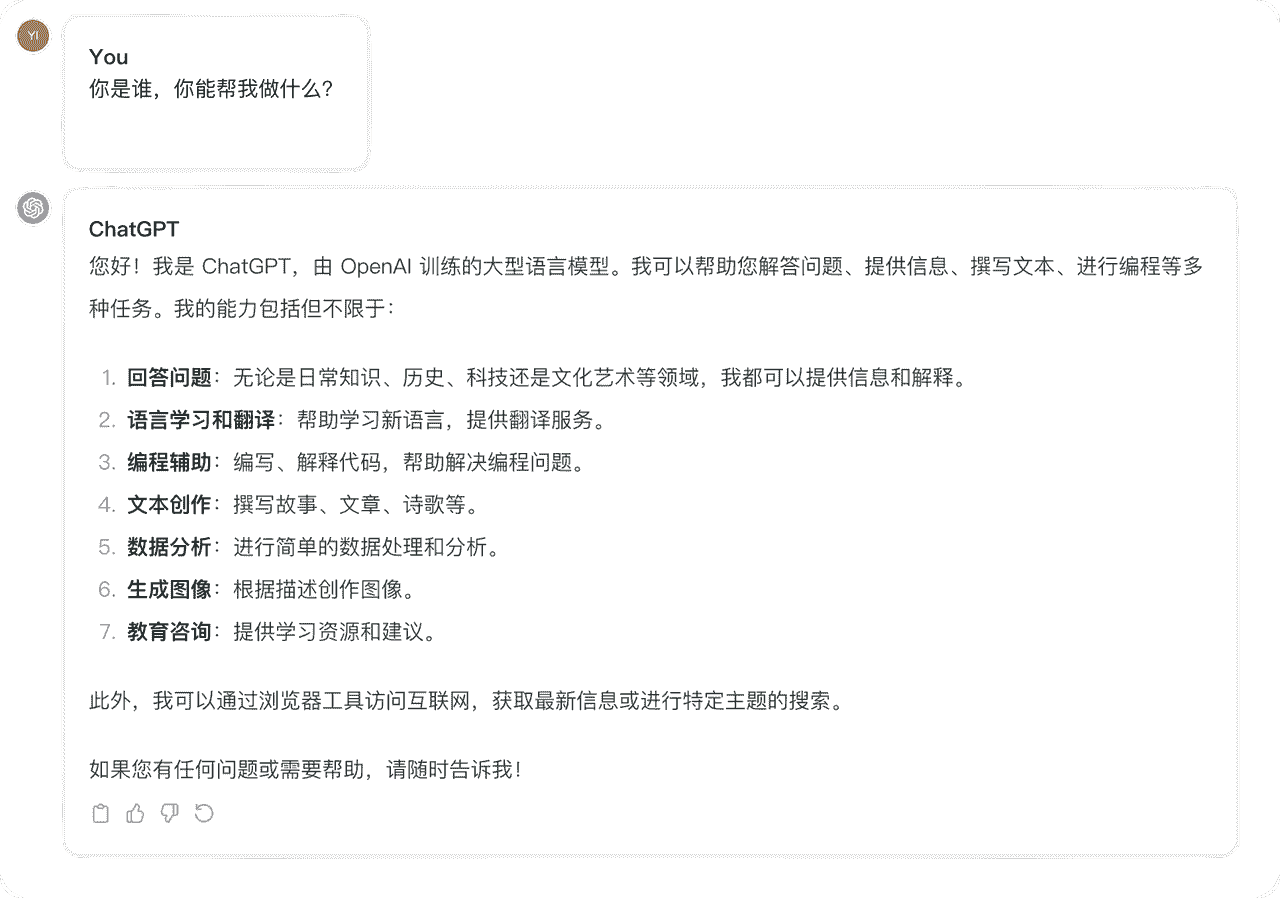 YI
You
你是谁，你能帮我做什么？
ChatGPT
您好！我是 ChatGPT，由 OpenAI 训练的大型语言模型。我可以帮助您解答问题、提供信息、撰写文本、进行编程等多
种任务。我的能力包括但不限于：
1. 回答问题：无论是日常知识、历史、科技还是文化艺术等领域，我都可以提供信息和解释。
2. 语言学习和翻译：帮助学习新语言，提供翻译服务。
3. 编程辅助：编写、解释代码，帮助解决编程问题。
4. 文本创作：撰写故事、文章、诗歌等。
5. 数据分析：进行简单的数据处理和分析。
6. 生成图像：根据描述创作图像。
7. 教育咨询：提供学习资源和建议。
此外，我可以通过浏览器工具访问互联网，获取最新信息或进行特定主题的搜索。
如果您有任何问题或需要帮助，请随时告诉我！